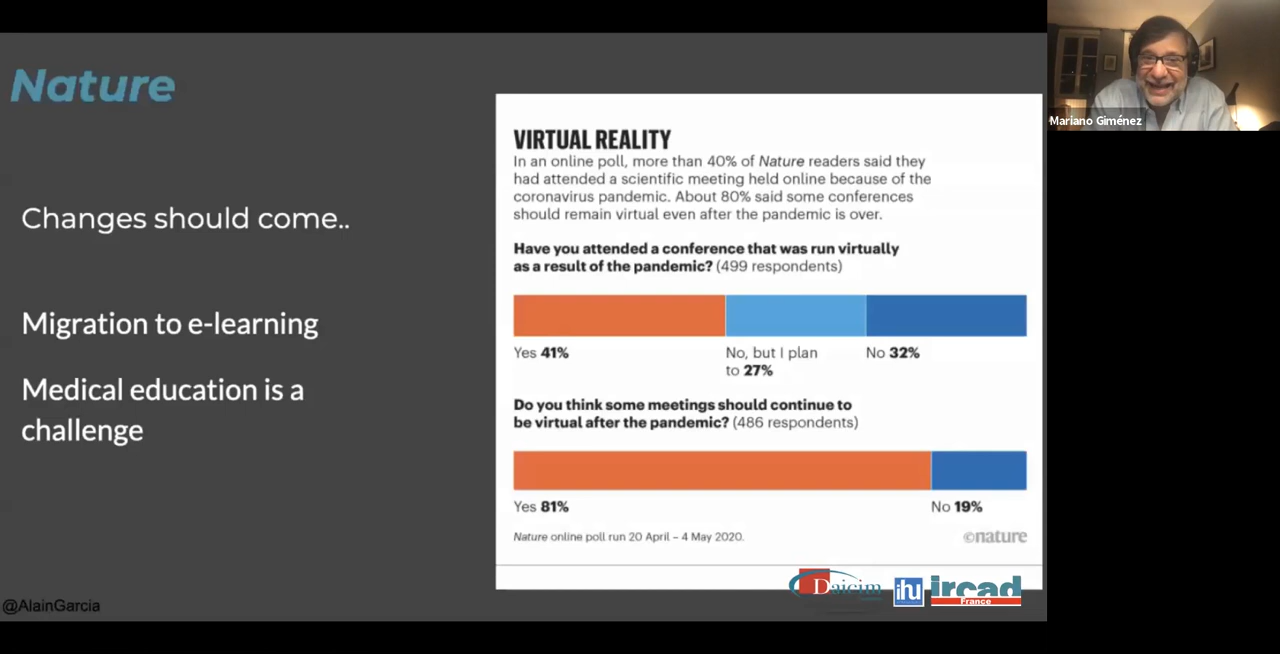 Nature
Changes should come..
Migration to e-learning
Medical education is a
challenge
VIRTUAL REALITY
In an online poll, more than 40% of Nature readers said they
had attended a scientific meeting held online because of the
coronavirus pandemic. About 80% said some conferences
should remain virtual even after the pandemic is over.
Have you attended a conference that was run virtually
as a result of the pandemic? (499 respondents)
Yes 41%
No, but I plan
to 27%
No 32%
Do you think some meetings should continue to
be virtual after the pandemic? (486 respondents)
Yes 81%
No 19%
Nature online poll run 20 April – 4 May 2020.
©nature
Daicim
ihu
ircad
France
@AlainGarcia
Mariano Giménez